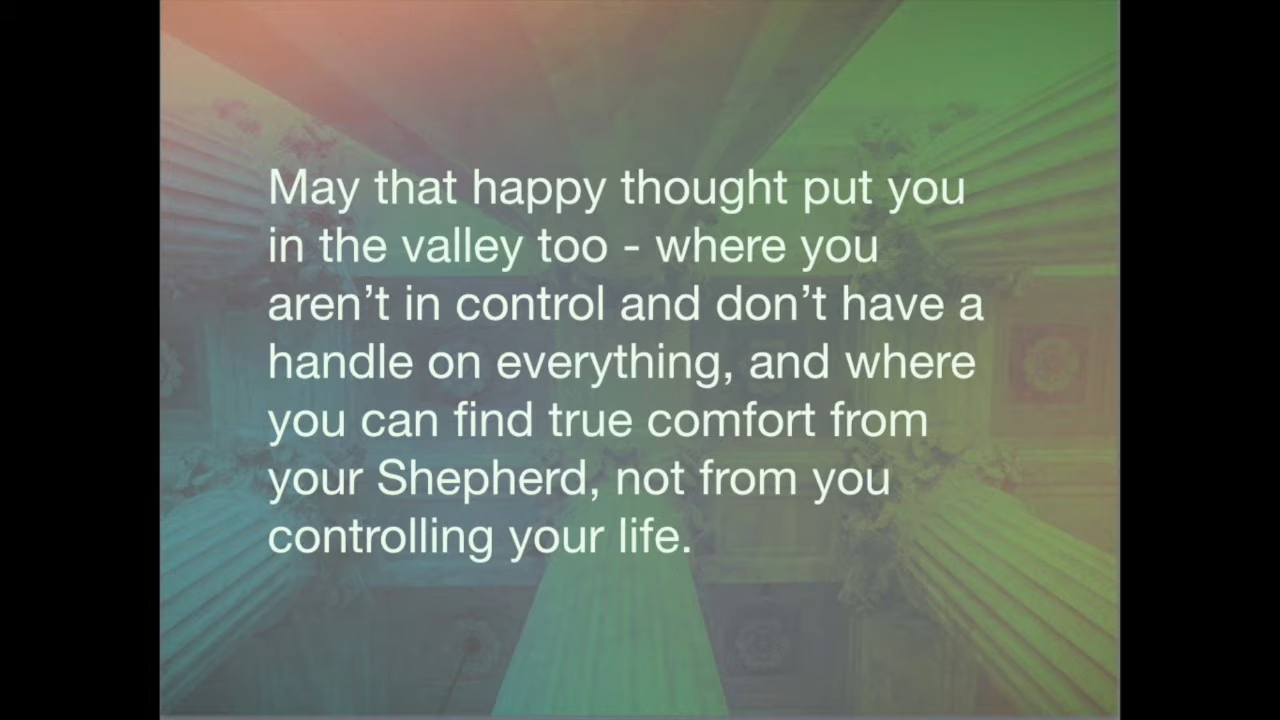 May that happy thought put you
in the valley too - where you
aren’t in control and don’t have a
handle on everything, and where
you can find true comfort from
your Shepherd, not from you
controlling your life.